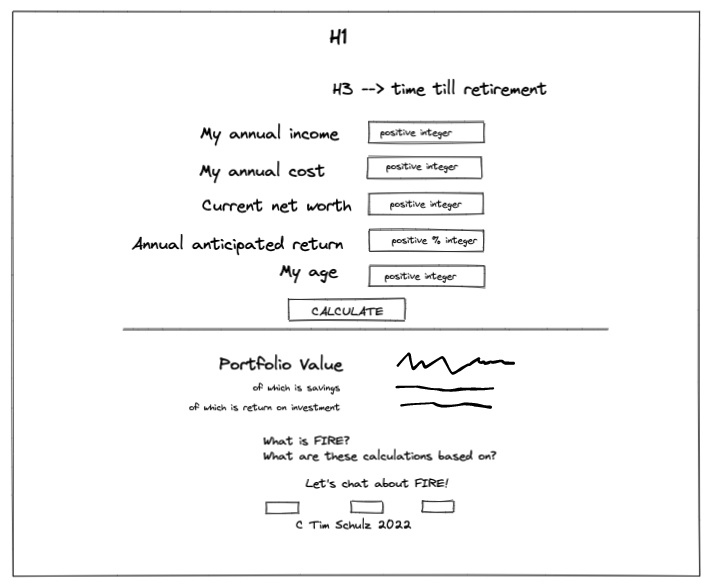 H1
H3 --> time till retirement
My annual income positive integer
My annual cost positive integer
Current net worth positive integer
Annual anticipated return positive % integer
My age positive integer
CALCULATE
Portfolio Value
of which is savings
of which is return on investment
What is FIRE?
What are these calculations based on?
Let's chat about FIRE!
C Tim Schulz 2022